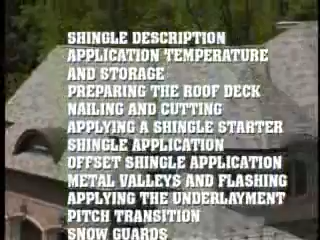 SHINGLE DESCRIPTION
APPLICATION TEMPERATURE
AND STORAGE
PREPARING THE ROOF DECK
NAILING AND CUTTING
APPLYING A SHINGLE STARTER
SHINGLE APPLICATION
OFFSET SHINGLE APPLICATION
METAL VALLEYS AND FLASHING
APPLYING THE UNDERLAYMENT
PITCH TRANSITION
SNOW GUARDS